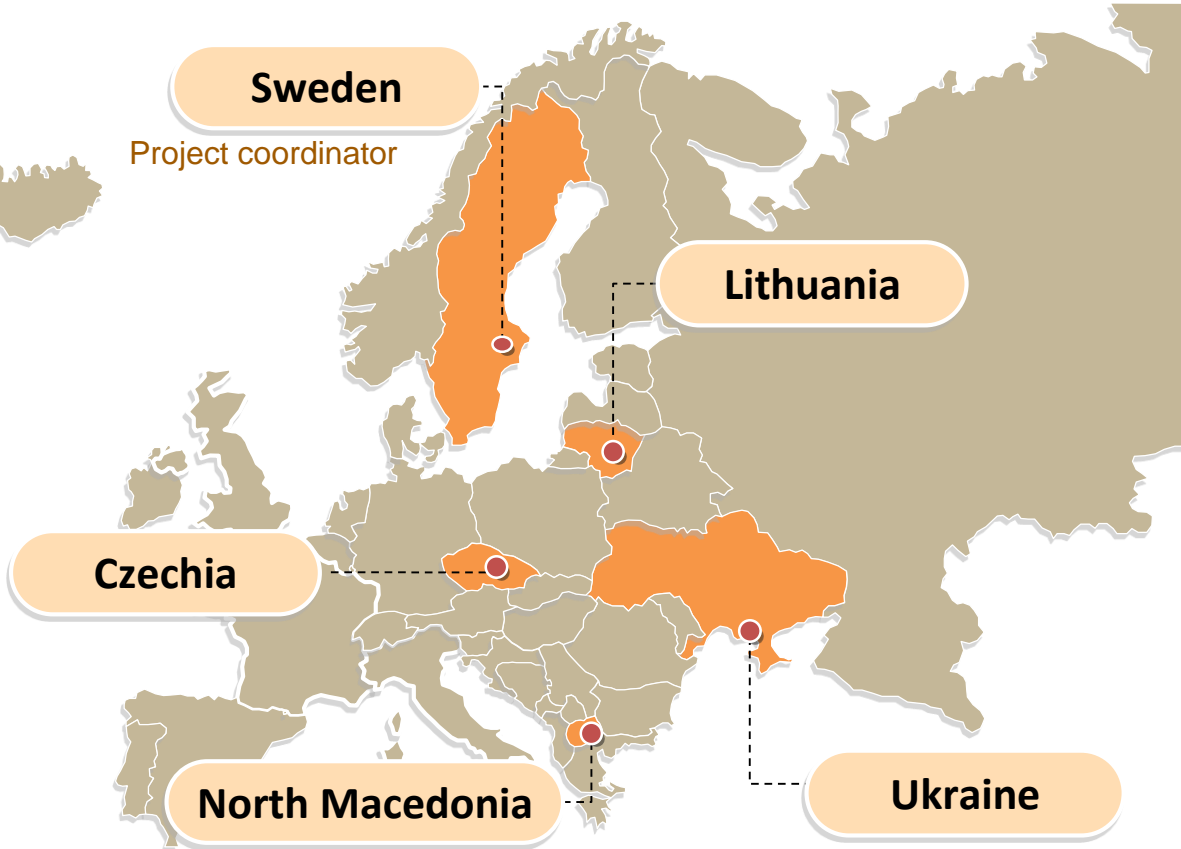 Sweden
Project coordinator
Lithuania
Czechia
North Macedonia
Ukraine